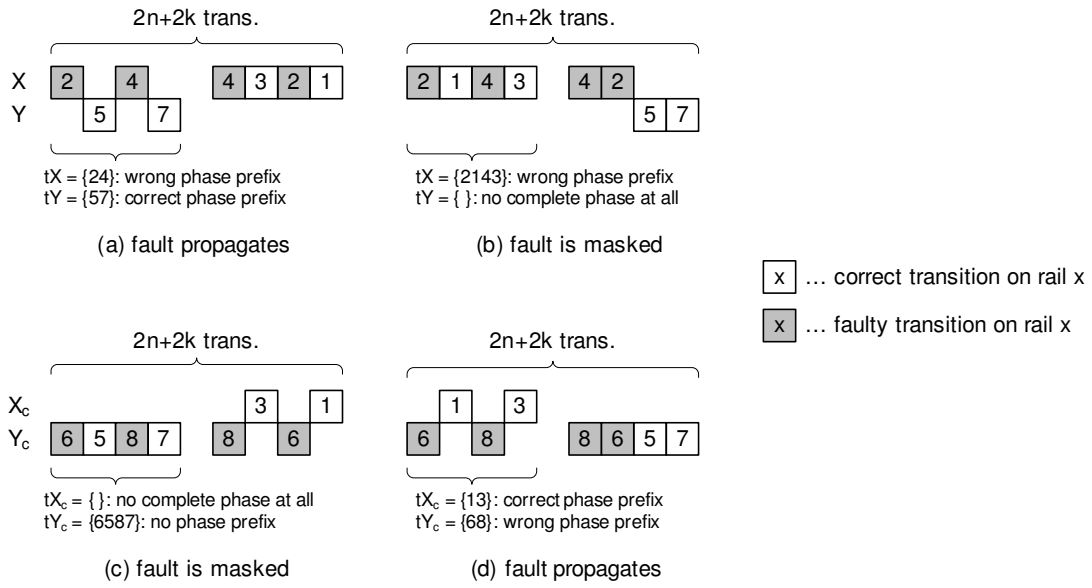 2n+2k trans.
X 2 4 4 3 2 1
Y 5 7
tX = {24}: wrong phase prefix
tY = {57}: correct phase prefix
(a) fault propagates
2n+2k trans.
2 1 4 3 4 2
5 7
tX = {2143}: wrong phase prefix
tY = { }: no complete phase at all
(b) fault is masked
x ... correct transition on rail x
x ... faulty transition on rail x
2n+2k trans.
Xc 3 1
Yc 6 5 8 7 8 6
tXc = { }: no complete phase at all
tYc = {6587}: no phase prefix
(c) fault is masked
2n+2k trans.
1 3
6 8 8 6 5 7
tXc = {13}: correct phase prefix
tYc = {68}: wrong phase prefix
(d) fault propagates